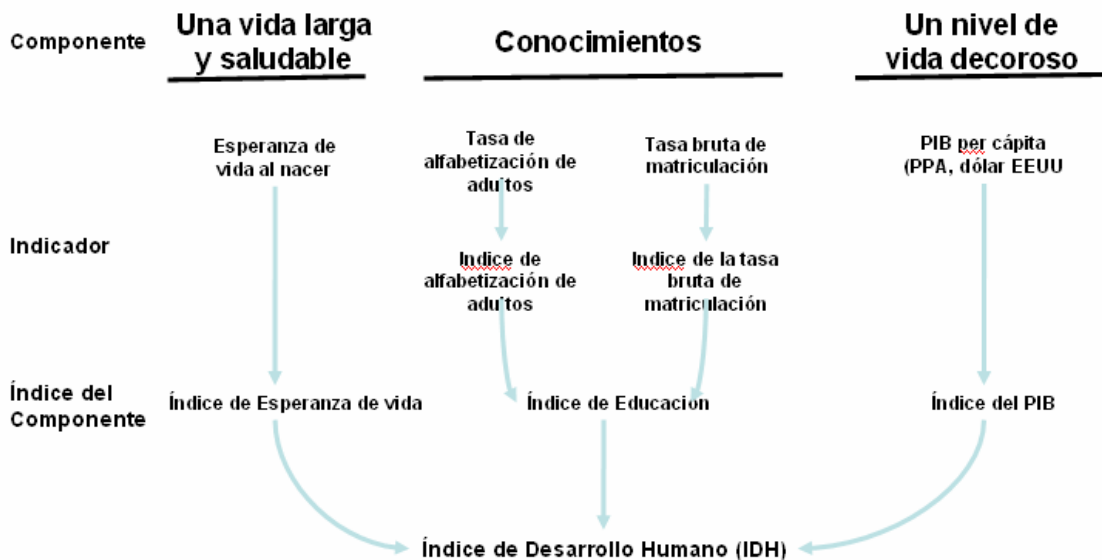 Componente
Una vida larga
y saludable
Conocimientos
Un nivel de
vida decoroso
Esperanza de
vida al nacer
Tasa de
alfabetización de
adutos
Tasa bruta de
matriculación
PIB per cápita
(PPA, dólar EEUU
Indicador
Indice de
alfabetización de
adutos
Indice de la tasa
bruta de
matriculación
Índice del
Componente
Índice de Esperanza de vida
Índice de Educación
Índice del PIB
Índice de Desarrollo Humano (IDH)